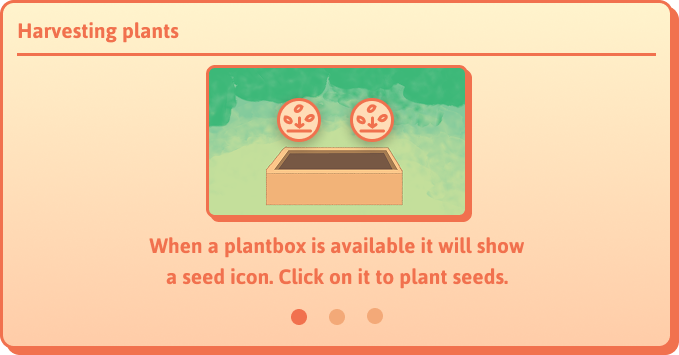 Harvesting plants
When a plantbox is available it will show
a seed icon. Click on it to plant seeds.